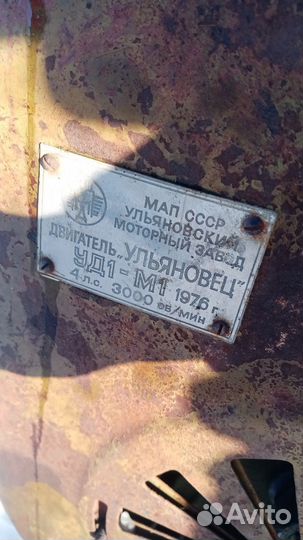 МАП СССР
УЛЬЯНОВСКИЙ
МОТОРНЫЙ ЗАВОД
ДВИГАТЕЛЬ „УЛЬЯНОВЕЦ"
УД1-М1 1976 г.
4 л.с. 3000 об/мин
Avito